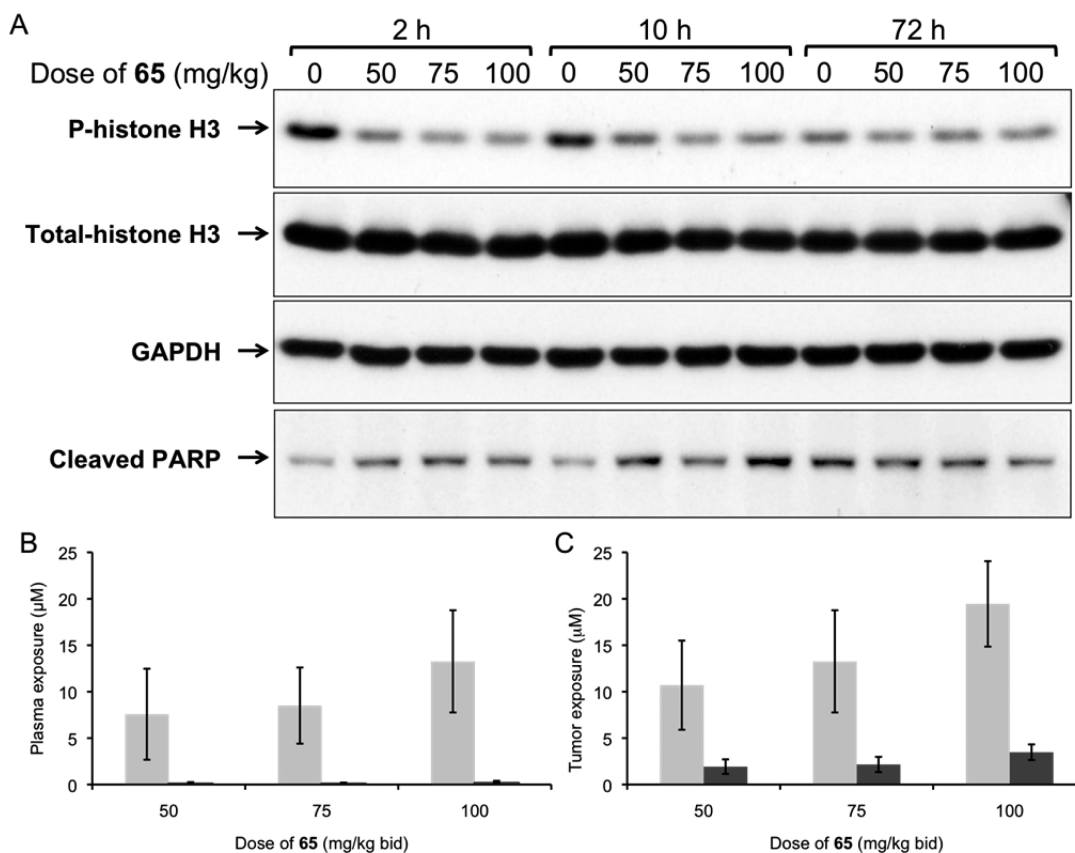 A
2 h 10 h 72 h
Dose of 65 (mg/kg) 0 50 75 100 0 50 75 100 0 50 75 100
P-histone H3
Total-histone H3
GAPDH
Cleaved PARP
B
Plasma exposure (µM)
25
20
15
10
5
0
50 75 100
Dose of 65 (mg/kg bid)
C
Tumor exposure (µM)
25
20
15
10
5
0
50 75 100
Dose of 65 (mg/kg bid)